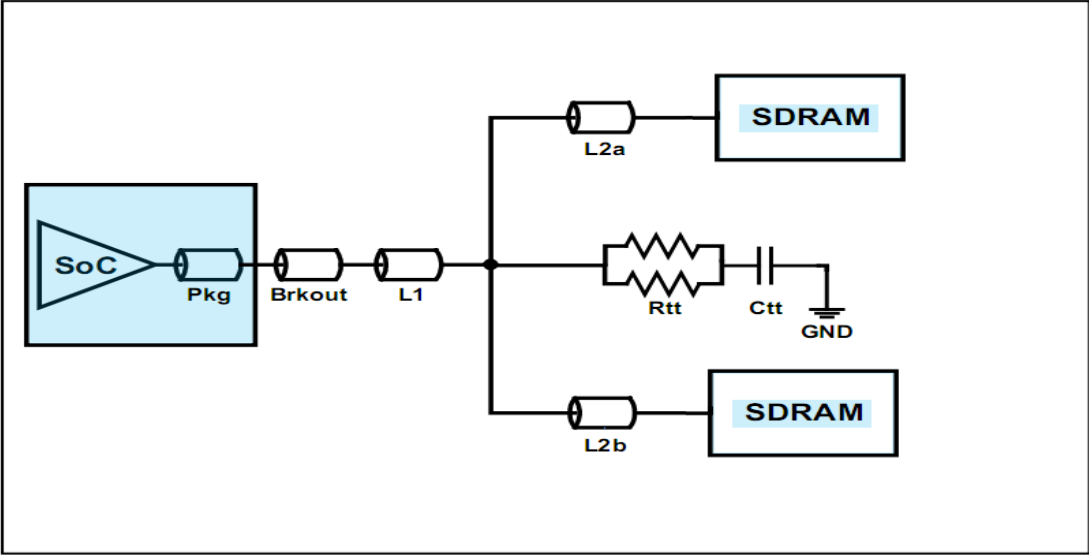 SDRAM
L2a
SoC
Pkg
Brkout
L1
Rtt
Ctt
GND
SDRAM
L2b